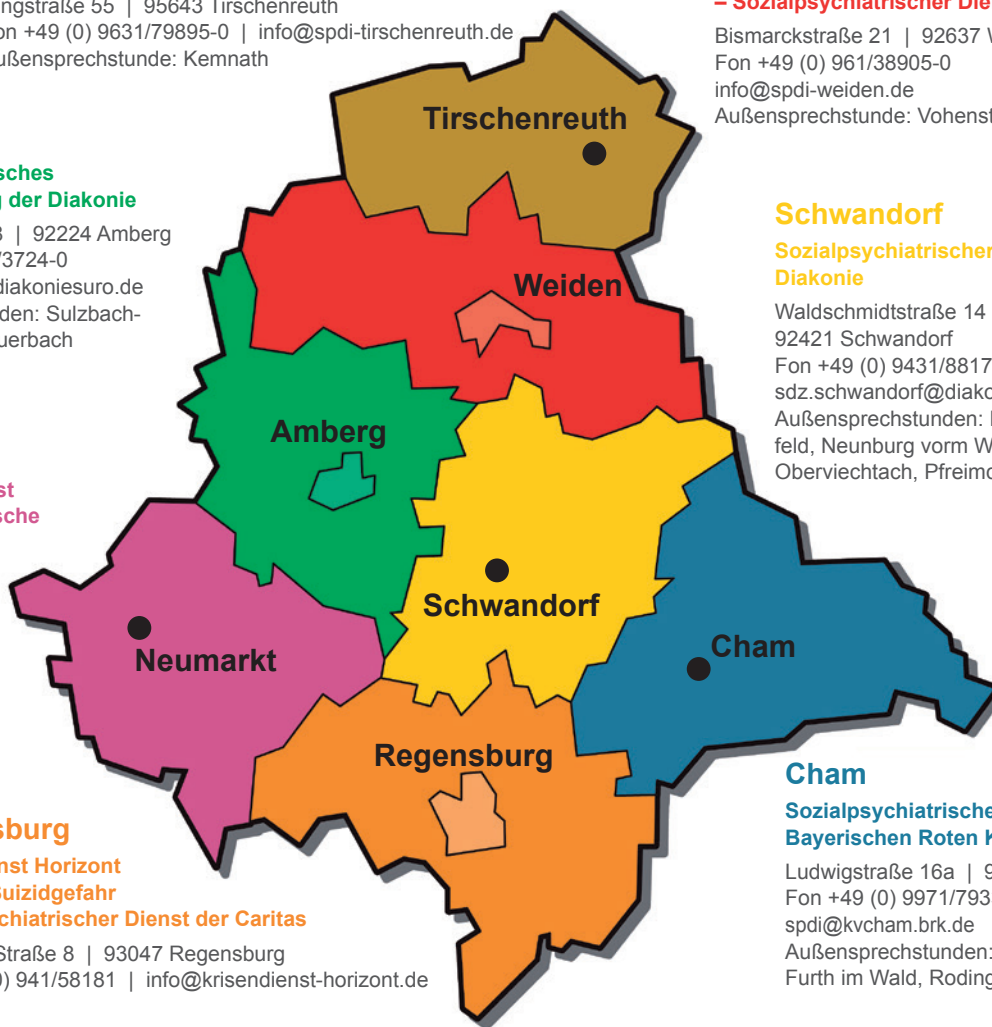 ngstraße 55 | 95643 Tirschenreuth
on +49 (0) 9631/79895-0 | info@spdi-tirschenreuth.de
ußensprechstunde: Kemnath
– Sozialpsychiatrischer Die
Bismarckstraße 21 | 92637 W
Fon +49 (0) 961/38905-0
info@spdi-weiden.de
Außensprechstunde: Vohenst
sches
g der Diakonie
3 | 92224 Amberg
/3724-0
diakoniesuro.de
den: Sulzbach-
uerbach
Schwandorf
Sozialpsychiatrischer
Diakonie
Waldschmidtstraße 14
92421 Schwandorf
Fon +49 (0) 9431/8817
sdz.schwandorf@diako
Außensprechstunden:
feld, Neunburg vorm W
Oberviechtach, Pfreimd
st
sche
Tirschenreuth
Weiden
Amberg
Schwandorf
Neumarkt
Cham
Regensburg
sburg
nst Horizont
Suizidgefahr
chiatrischer Dienst der Caritas
Straße 8 | 93047 Regensburg
0) 941/58181 | info@krisendienst-horizont.de
Cham
Sozialpsychiatrische
Bayerischen Roten K
Ludwigstraße 16a | 9
Fon +49 (0) 9971/793
spdi@kvcham.brk.de
Außensprechstunden:
Furth im Wald, Roding